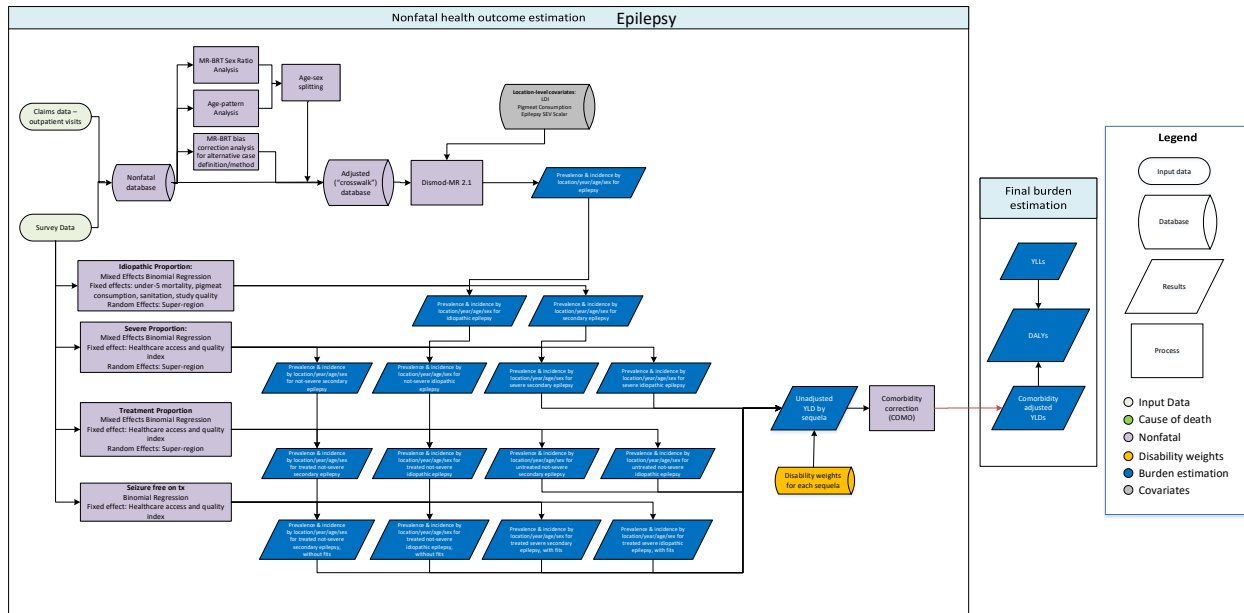 Nonfatal health outcome estimation
Epilepsy
MR-BRT Sex Ratio
Analysis
Age-sex
splitting
Claims data –
outpatient visits
Age-pattern
Analysis
Location-level covariates:
LDI
Pigmeat Consumption
Epilepsy SEV Scalar
MR-BRT bias
correction analysis
for alternative case
definition/method
Nonfatal
database
Adjusted
("crosswalk")
database
Dismod-MR 2.1
Prevalence & incidence by
location/year/age/sex for
epilepsy
Survey Data
Idiopathic Proportion:
Mixed Effects Binomial Regression
Fixed effects: under-5 mortality, pigmeat
consumption, sanitation, study quality
Random Effects: Super-region
Prevalence & incidence by
location/year/age/sex for
idiopathic epilepsy
Prevalence & incidence by
location/year/age/sex for
secondary epilepsy
Severe Proportion:
Mixed Effects Binomial Regression
Fixed effect: Healthcare access and quality
index
Random Effects: Super-region
Prevalence & incidence
by location/year/age/sex
for not-severe secondary
epilepsy
Prevalence & incidence by
location/year/age/sex for
not-severe idiopathic
epilepsy
Prevalence & incidence by
location/year/age/sex for
severe secondary epilepsy
Prevalence & incidence by
location/year/age/sex for
severe idiopathic epilepsy
Treatment Proportion
Mixed Effects Binomial Regression
Fixed effect: Healthcare access and quality
index
Random Effects: Super-region
Prevalence & incidence
by location/year/age/sex
for treated not-severe
secondary epilepsy
Prevalence & incidence by
location/year/age/sex for
treated not-severe
idiopathic epilepsy
Prevalence & incidence by
location/year/age/sex for
untreated not-severe
secondary epilepsy
Prevalence & incidence by
location/year/age/sex for
untreated not-severe
idiopathic epilepsy
Seizure free on tx
Binomial Regression
Fixed effect: Healthcare access and quality
index
Prevalence & incidence
by location/year/age/sex
for treated not-severe
secondary epilepsy,
without fits
Prevalence & incidence by
location/year/age/sex for
treated not-severe
idiopathic epilepsy,
without fits
Prevalence & incidence by
location/year/age/sex for
treated severe secondary
epilepsy, with fits
Prevalence & incidence by
location/year/age/sex for
treated severe idiopathic
epilepsy, with fits
Unadjusted
YLD by
sequela
Comorbidity
correction
(COMO)
Disability weights
for each sequela
Final burden
estimation
YLLs
DALYs
Comorbidity
adjusted
YLDs
Legend
Input data
Database
Results
Process
Input Data
Cause of death
Nonfatal
Disability weights
Burden estimation
Covariates